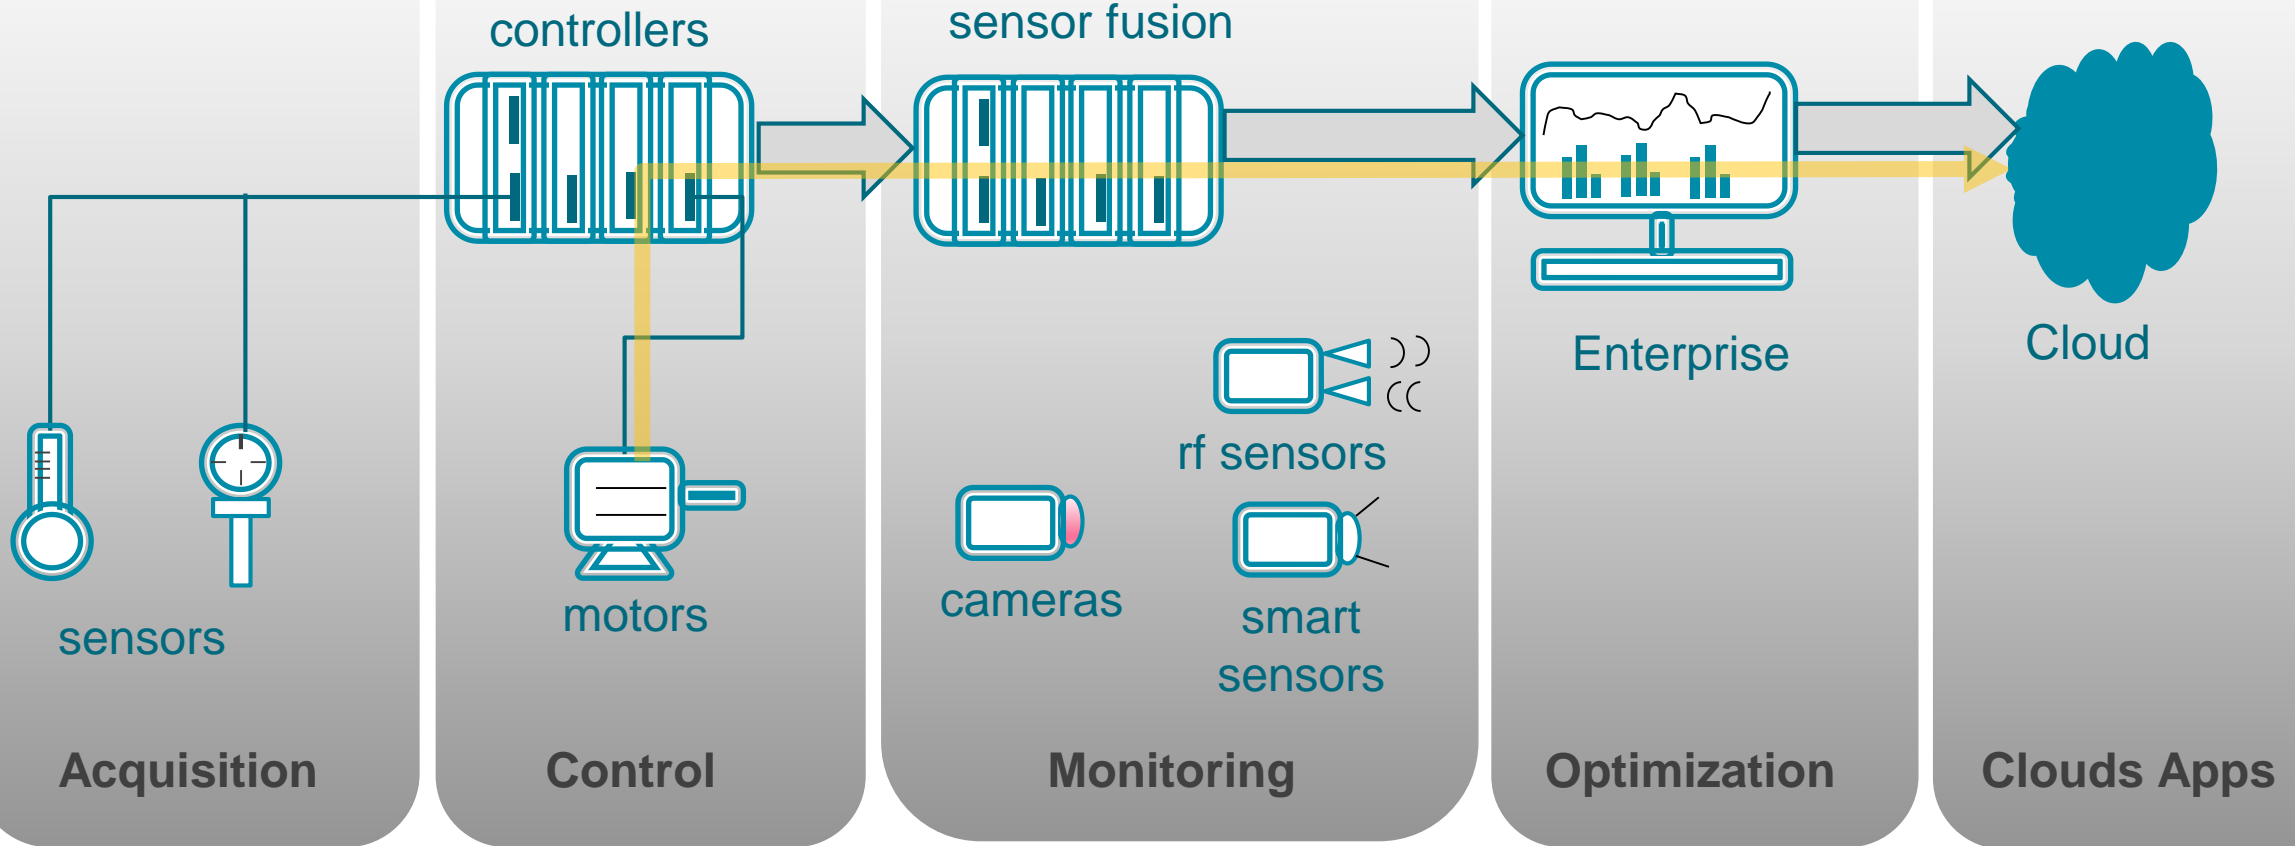 controllers
sensor fusion
Enterprise
Cloud
rf sensors
cameras
smart
sensors
motors
sensors
Acquisition
Control
Monitoring
Optimization
Clouds Apps